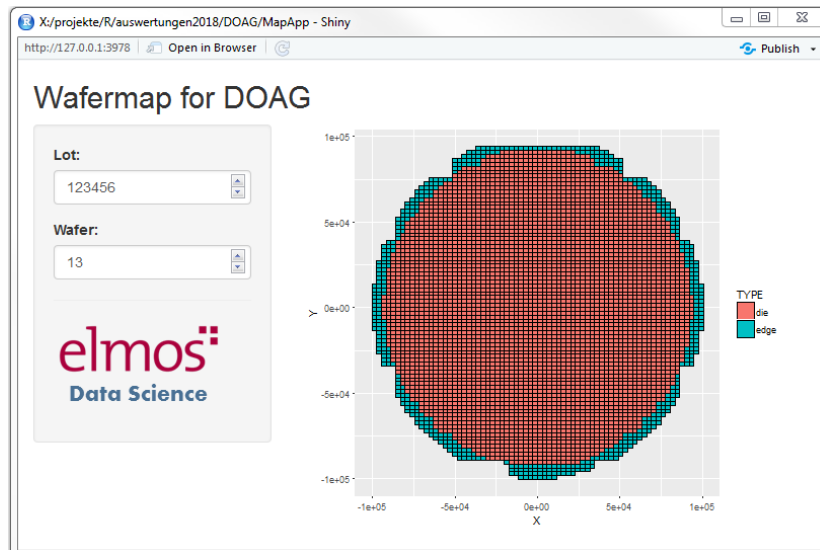 X:/projekte/R/auswertungen2018/DOAG/MapApp - Shiny
http://127.0.0.1:3978 Open in Browser Publish
Wafermap for DOAG
Lot:
123456
Wafer:
13
elmos
Data Science
1e+05
5e+04
0e+00
-5e+04
-1e+05
Y
-1e+05 -5e+04 0e+00 5e+04 1e+05
X
TYPE
die
edge